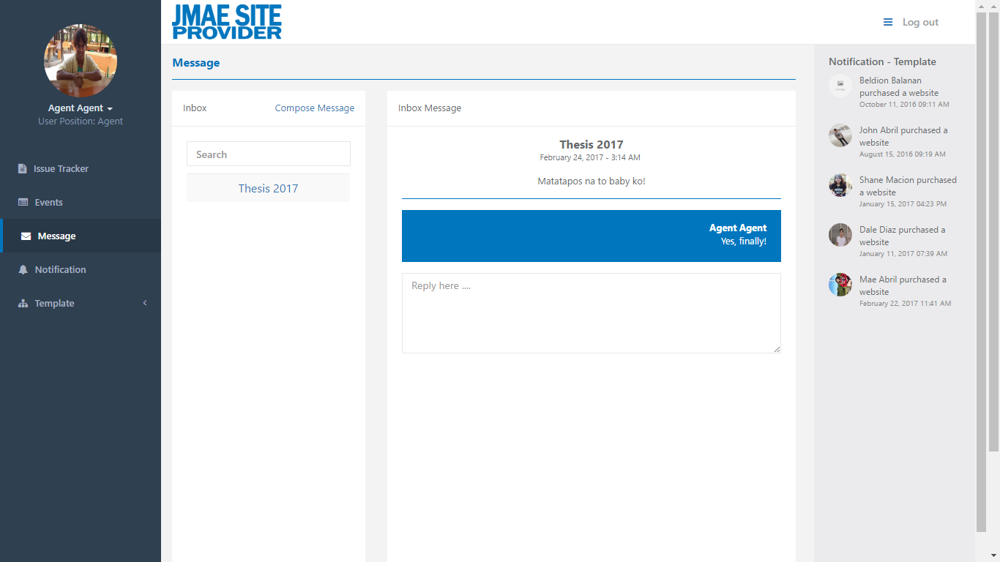 JMAE SITE
PROVIDER
Log out
Agent Agent
User Position: Agent
Issue Tracker
Events
Message
Notification
Template
Message
Inbox
Compose Message
Search
Thesis 2017
Inbox Message
Thesis 2017
February 24, 2017 - 3:14 AM
Matatapos na to baby ko!
Agent Agent
Yes, finally!
Reply here ....
Notification - Template
Beldion Balanan
purchased a website
October 11, 2016 09:11 AM
John Abril purchased a
website
August 15, 2016 09:19 AM
Shane Macion purchased
a website
January 15, 2017 04:23 PM
Dale Diaz purchased a
website
January 11, 2017 07:39 AM
Mae Abril purchased a
website
February 22, 2017 11:41 AM